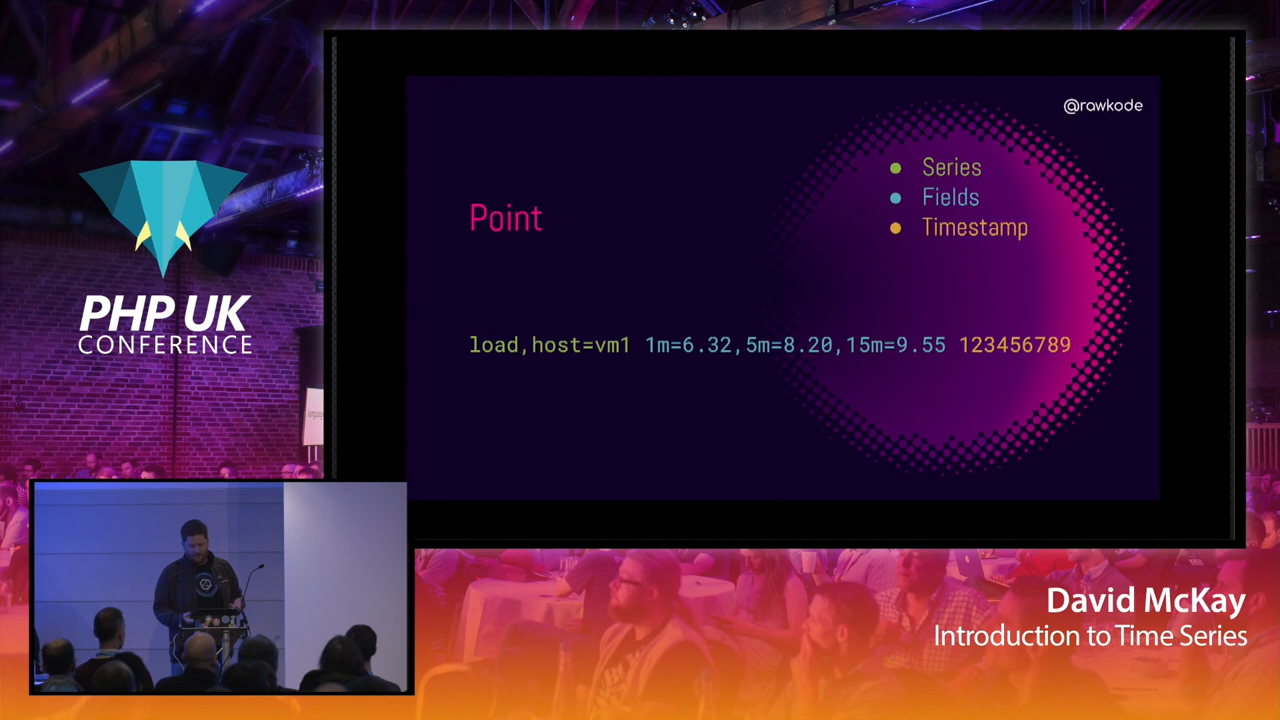 PHP UK
CONFERENCE
@rawkode
Point
Series
Fields
Timestamp
load,host=vm1 1m=6.32,5m=8.20,15m=9.55 123456789
David McKay
Introduction to Time Series